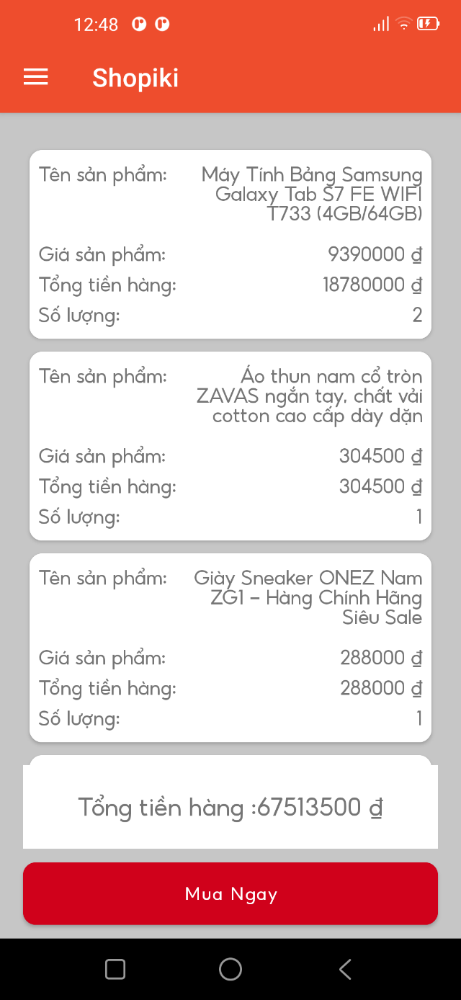 12:48
Shopiki
Tên sản phẩm: Máy Tính Bảng Samsung
Galaxy Tab S7 FE WIFI
T733 (4GB/64GB)
Giá sản phẩm: 9390000 ₫
Tổng tiền hàng: 18780000 ₫
Số lượng: 2
Tên sản phẩm: Áo thun nam cổ tròn
ZAVAS ngắn tay, chất vải
cotton cao cấp dày dặn
Giá sản phẩm: 304500 ₫
Tổng tiền hàng: 304500 ₫
Số lượng: 1
Tên sản phẩm: Giày Sneaker ONEZ Nam
ZG1 – Hàng Chính Hãng
Siêu Sale
Giá sản phẩm: 288000 ₫
Tổng tiền hàng: 288000 ₫
Số lượng: 1
Tổng tiền hàng :67513500 ₫
Mua Ngay